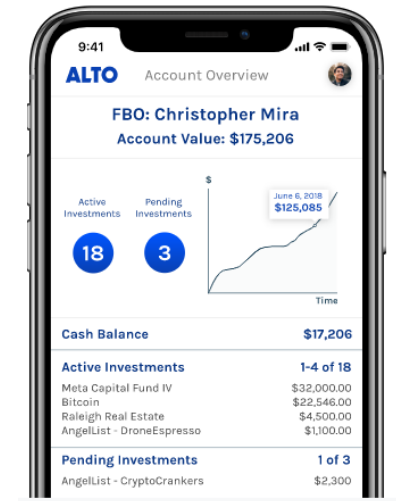 9:41
ALTO Account Overview
FBO: Christopher Mira
Account Value: $175,206
$
Active
Investments
Pending
Investments
18
3
June 6, 2018
$125,085
Time
Cash Balance $17,206
Active Investments 1-4 of 18
Meta Capital Fund IV $32,000.00
Bitcoin $22,546.00
Raleigh Real Estate $4,500.00
AngelList - DroneEspresso $1,100.00
Pending Investments 1 of 3
AngelList - CryptoCrankers $2,300